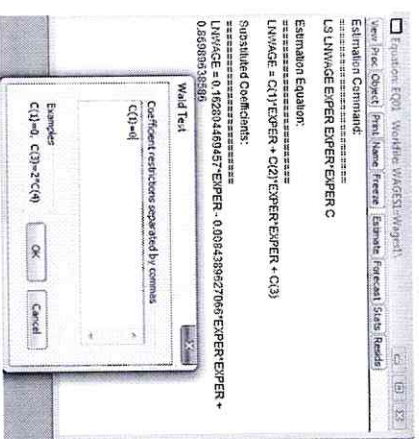 Equation: EQ01 Workfile: WAGES1::Wages1\
View Proc Object Print Name Freeze Estimate Forecast Stats Resids
Estimation Command:
=========================
LS LNWAGE EXPER EXPER*EXPER C
Estimation Equation:
=========================
LNWAGE = C(1)*EXPER + C(2)*EXPER*EXPER + C(3)
Substituted Coefficients:
=========================
LNWAGE = 0.162804469457*EXPER - 0.0084389627066*EXPER*EXPER +
0.86989638586
Wald Test
Coefficient restrictions separated by commas
C(1)=0
Examples
C(1)=0, C(3)=2*C(4)
OK
Cancel